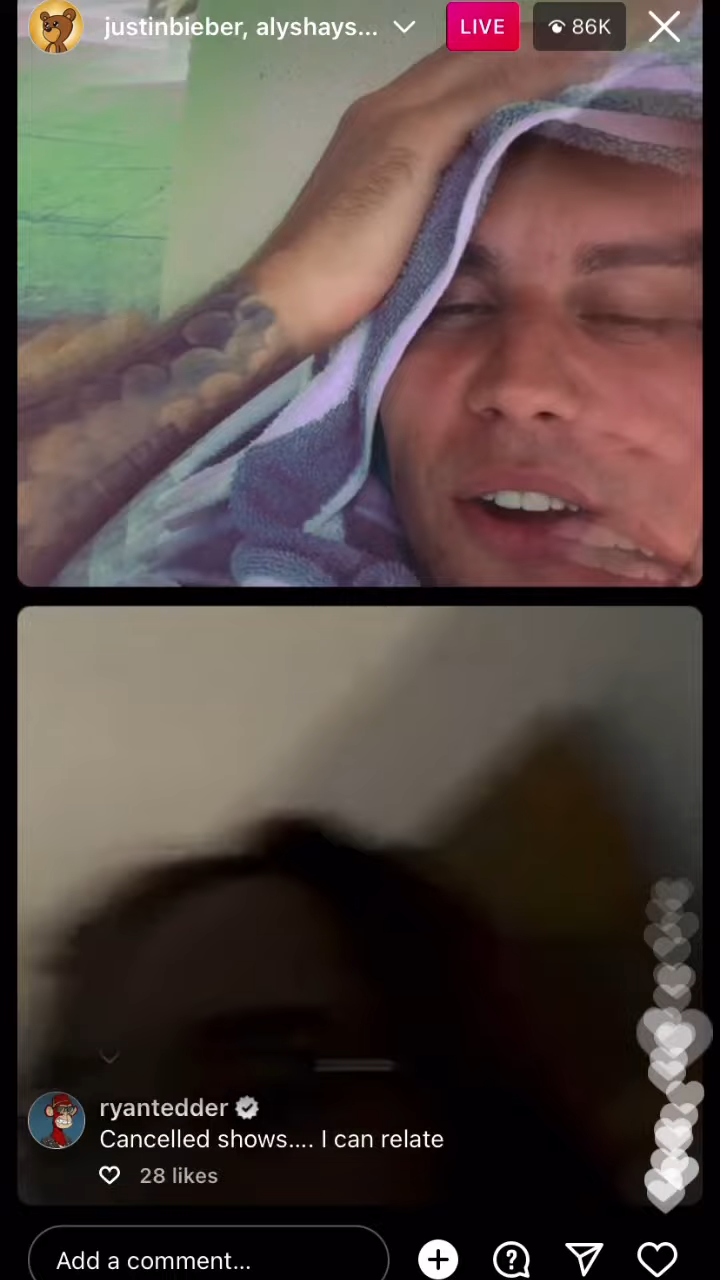 justinbieber, alyshays...
LIVE
86K
ryantedder
Cancelled shows.... I can relate
28 likes
Add a comment...